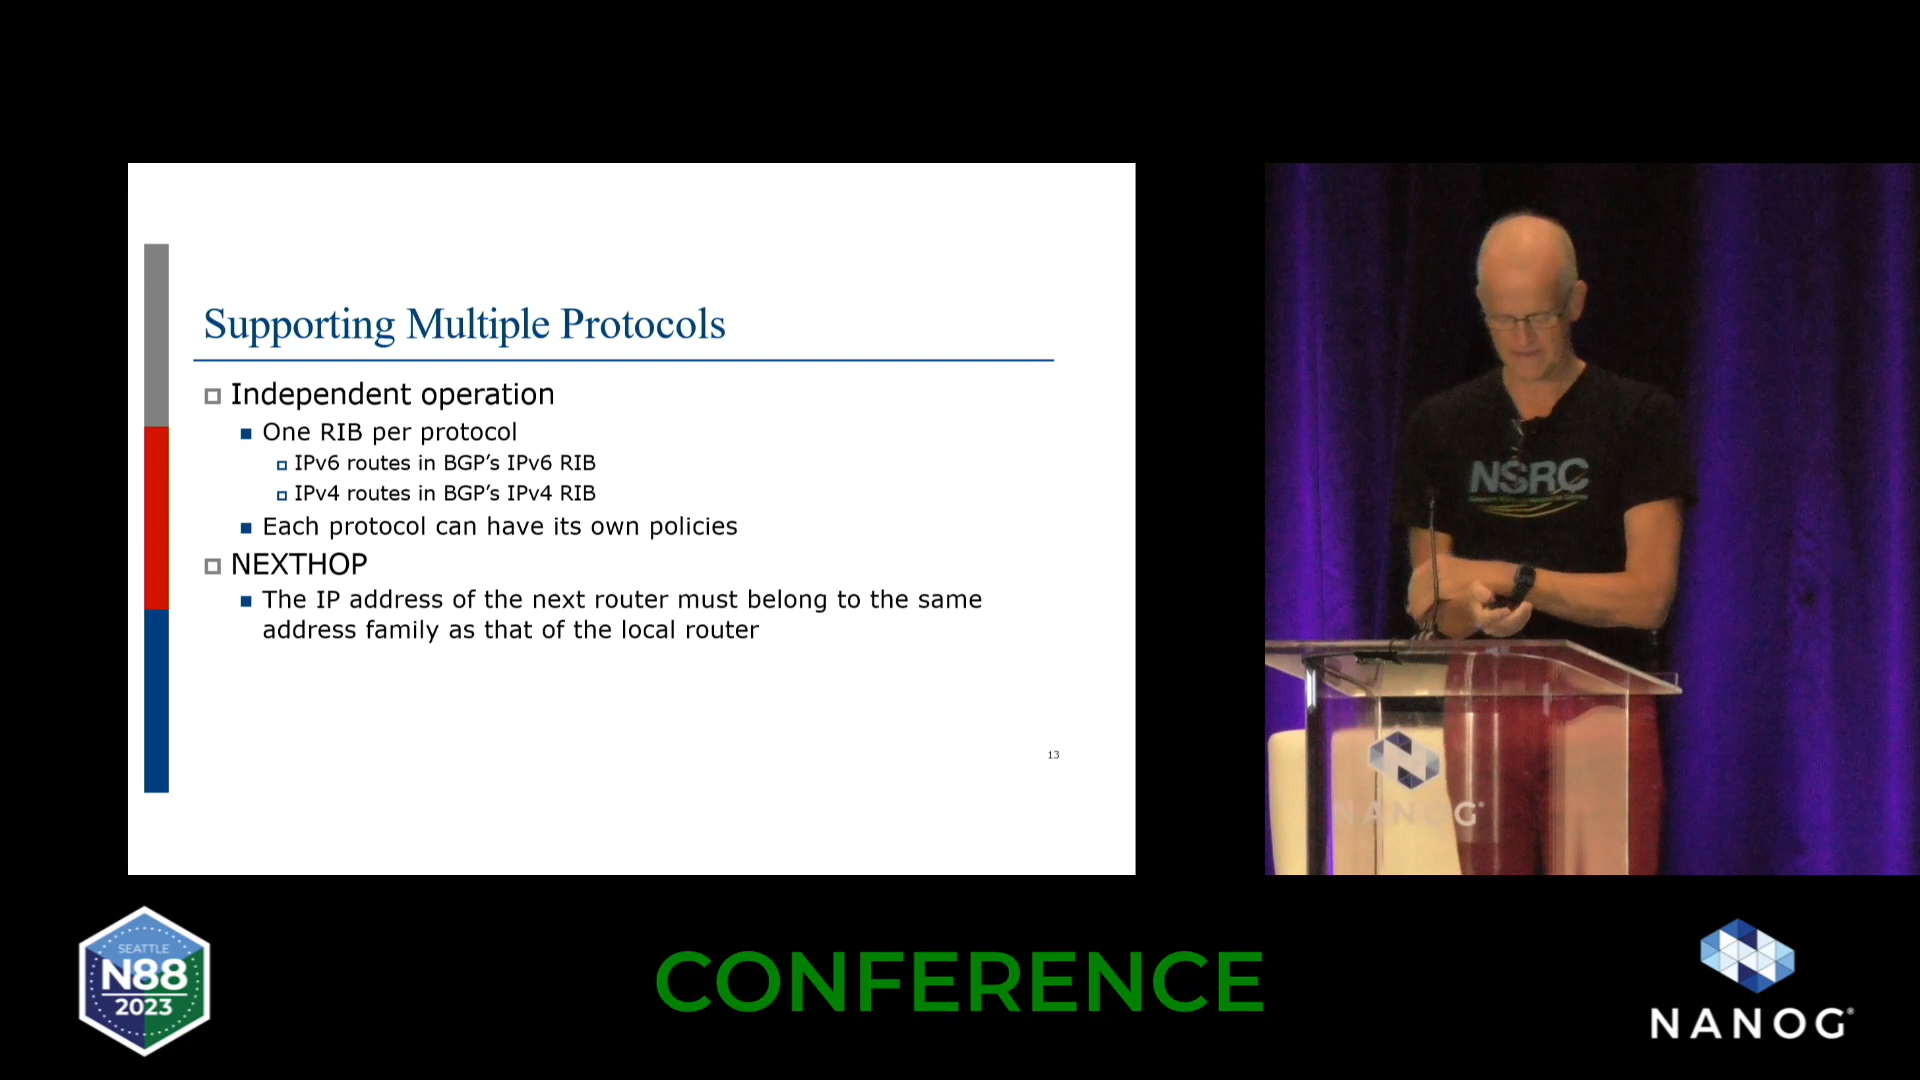 Supporting Multiple Protocols
Independent operation
One RIB per protocol
IPv6 routes in BGP’s IPv6 RIB
IPv4 routes in BGP’s IPv4 RIB
Each protocol can have its own policies
NEXTHOP
The IP address of the next router must belong to the same
address family as that of the local router
13
NSRC
NANOG
SEATTLE
N88
2023
CONFERENCE
NANOG®